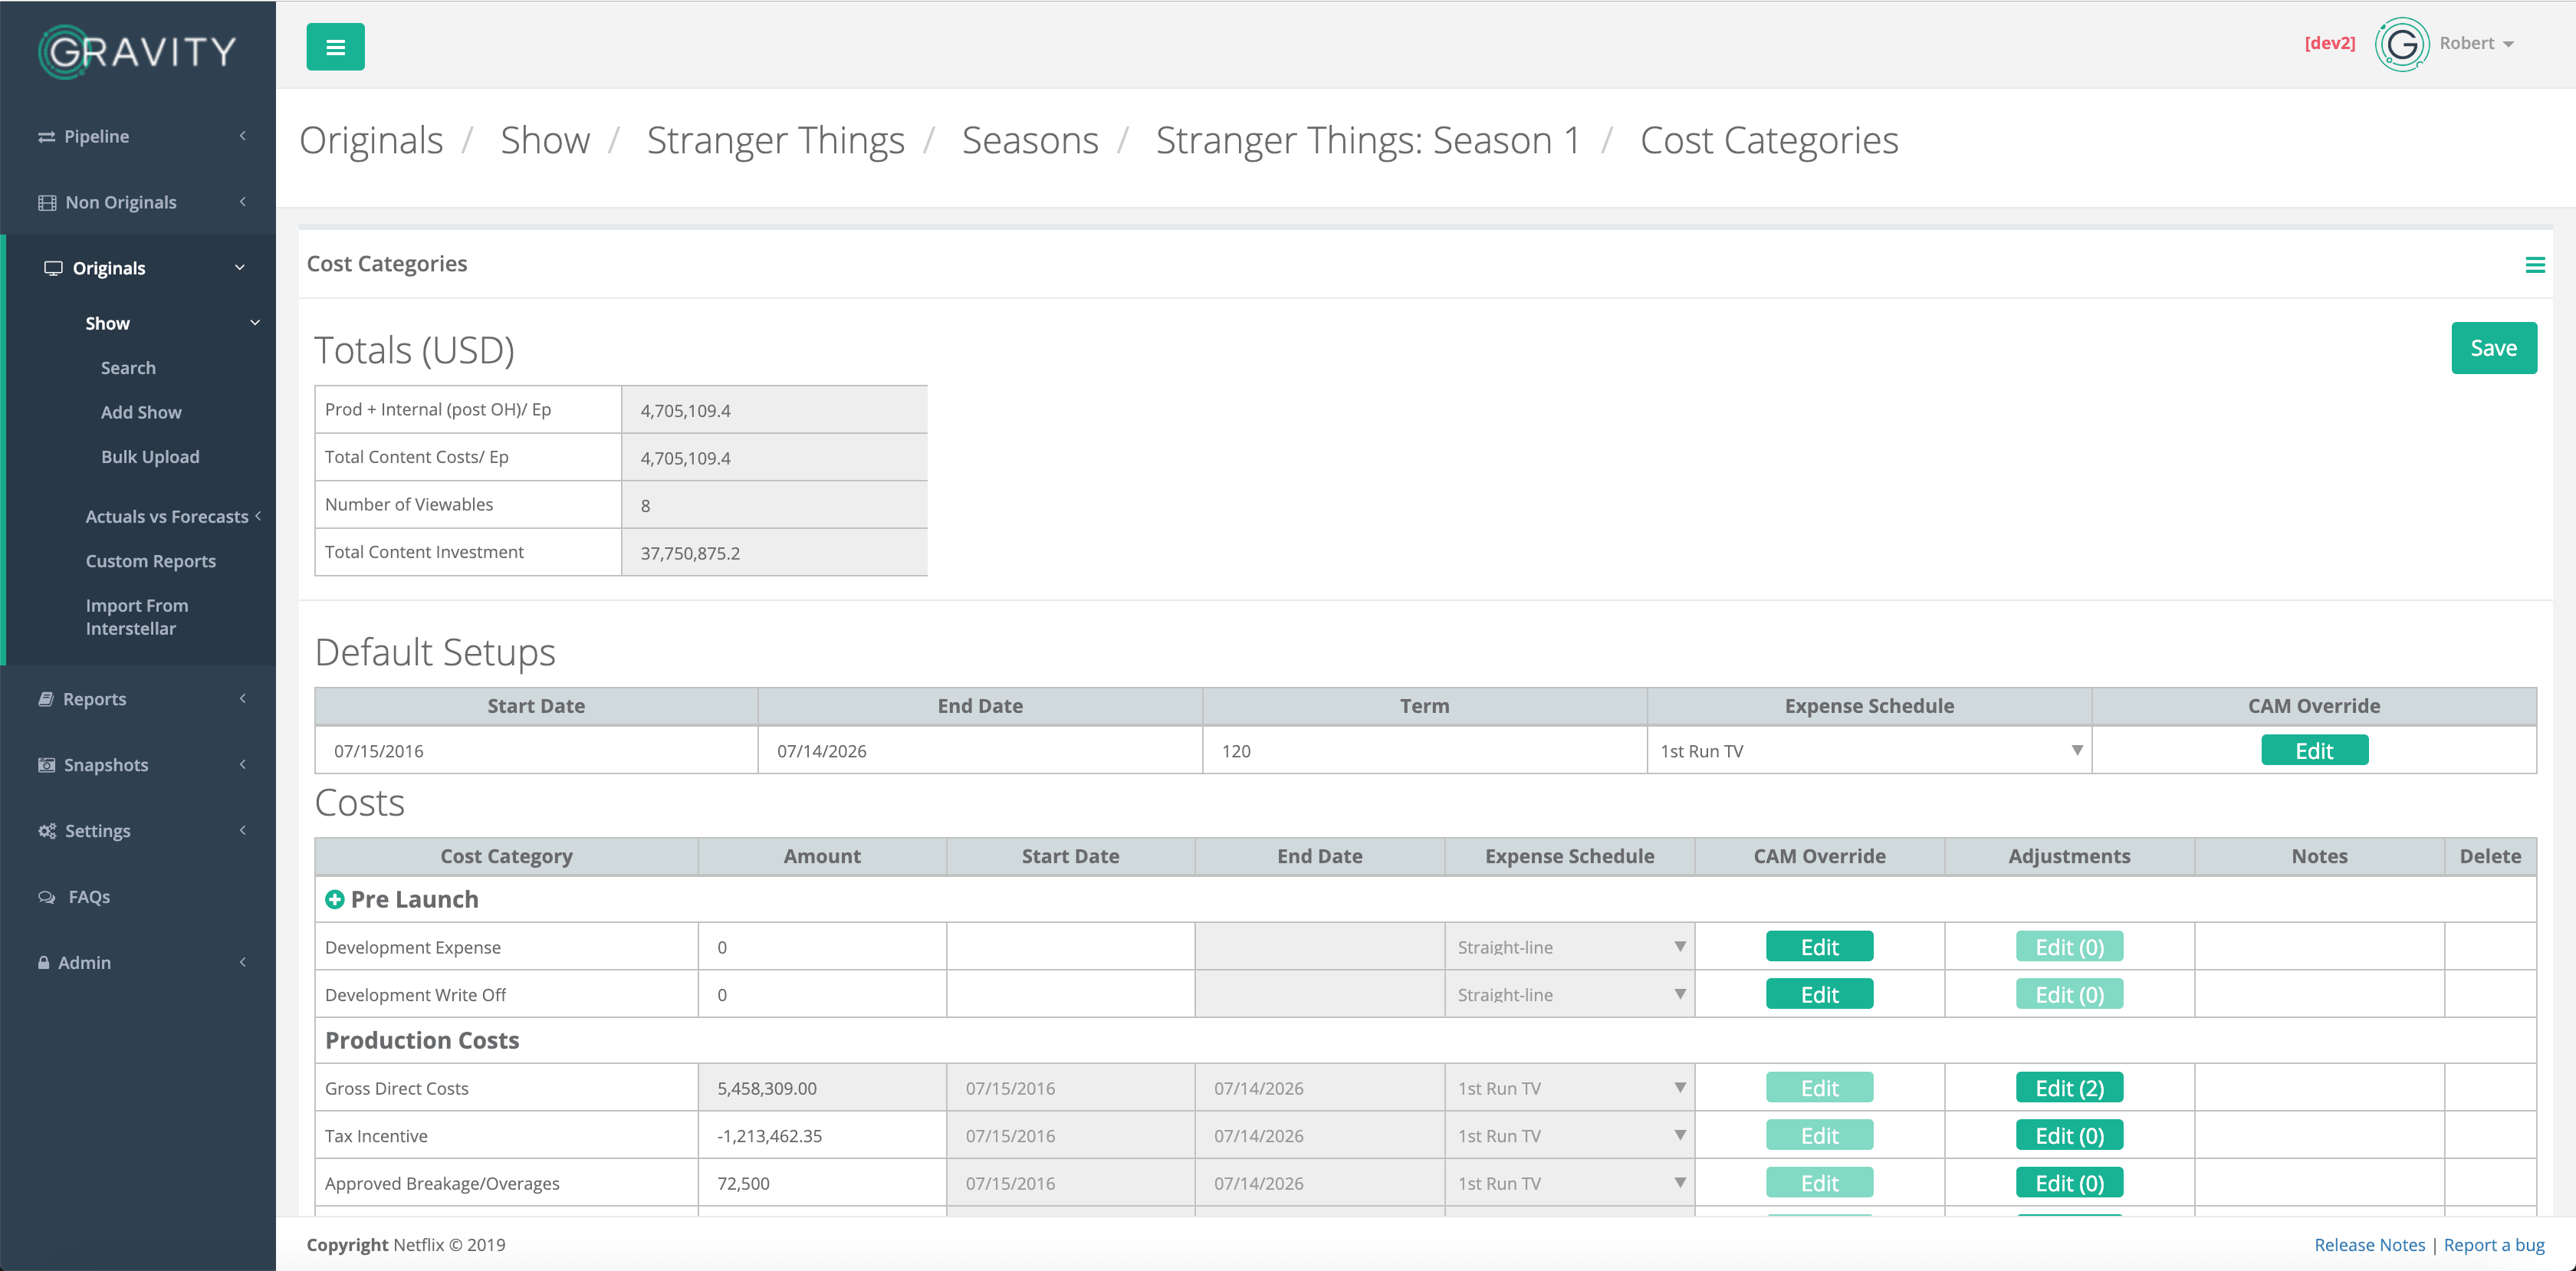 GRAVITY
[dev2] G Robert
Pipeline
Non Originals
Originals
Show
Search
Add Show
Bulk Upload
Actuals vs Forecasts
Custom Reports
Import From
Interstellar
Reports
Snapshots
Settings
FAQs
Admin
Originals / Show / Stranger Things / Seasons / Stranger Things: Season 1 / Cost Categories
Cost Categories
Totals (USD)
Save
Prod + Internal (post OH)/ Ep 4,705,109.4
Total Content Costs/ Ep 4,705,109.4
Number of Viewables 8
Total Content Investment 37,750,875.2
Default Setups
Start Date End Date Term Expense Schedule CAM Override
07/15/2016 07/14/2026 120 1st Run TV Edit
Costs
Cost Category Amount Start Date End Date Expense Schedule CAM Override Adjustments Notes Delete
Pre Launch
Development Expense 0 Straight-line Edit Edit (0)
Development Write Off 0 Straight-line Edit Edit (0)
Production Costs
Gross Direct Costs 5,458,309.00 07/15/2016 07/14/2026 1st Run TV Edit Edit (2)
Tax Incentive -1,213,462.35 07/15/2016 07/14/2026 1st Run TV Edit Edit (0)
Approved Breakage/Overages 72,500 07/15/2016 07/14/2026 1st Run TV Edit Edit (0)
Copyright Netflix © 2019
Release Notes | Report a bug